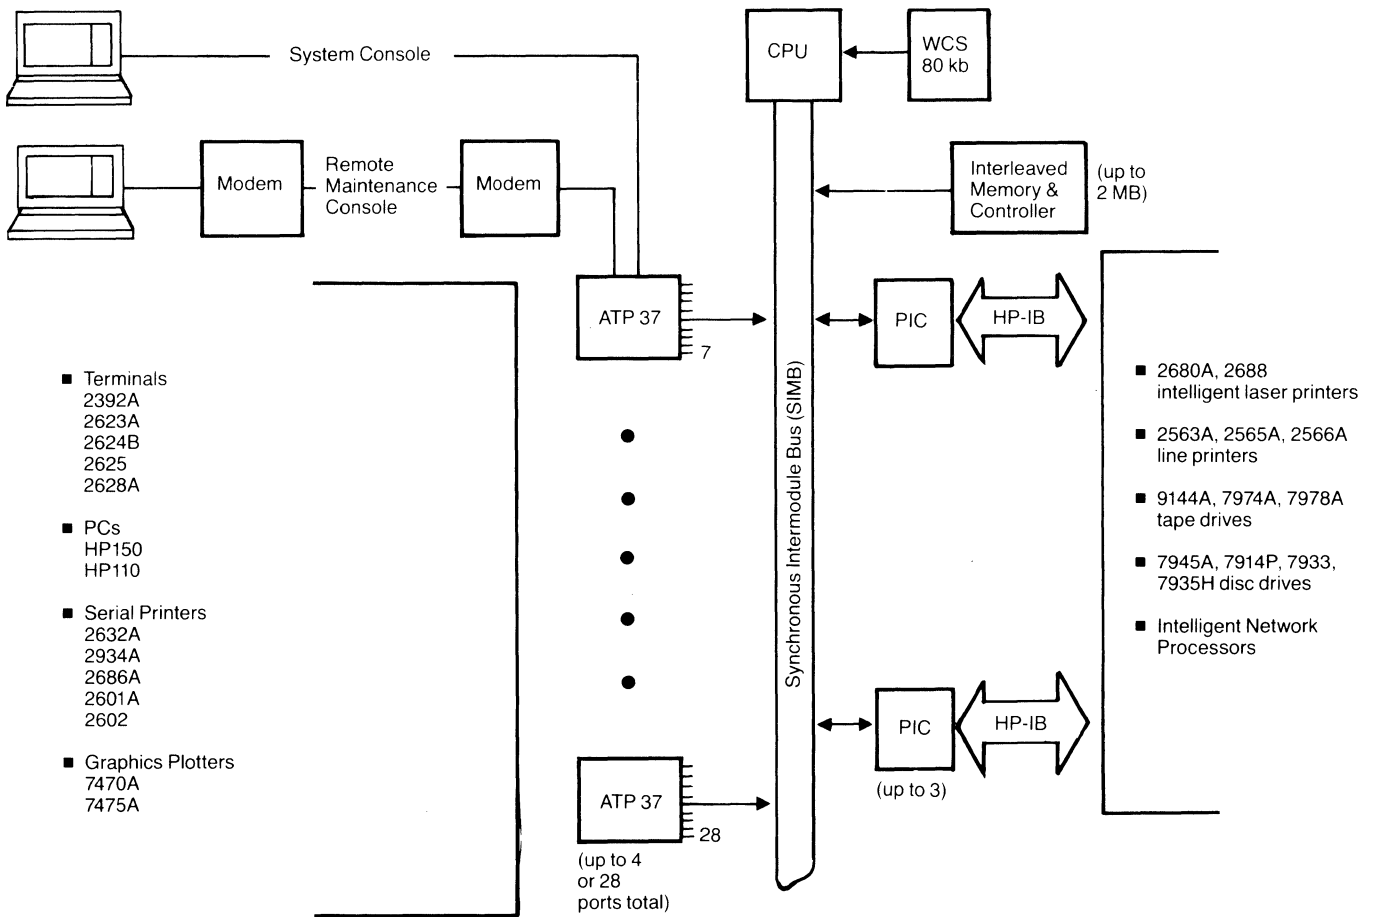 System Console
CPU
WCS
80 kb
Modem
Remote
Maintenance
Console
Modem
Interleaved
Memory &
Controller
(up to
2 MB)
ATP 37
7
PIC
HP-IB
Synchronous Intermodule Bus (SIMB)
■ Terminals
2392A
2623A
2624B
2625
2628A
■ PCs
HP150
HP110
■ Serial Printers
2632A
2934A
2686A
2601A
2602
■ Graphics Plotters
7470A
7475A
■ 2680A, 2688
intelligent laser printers
■ 2563A, 2565A, 2566A
line printers
■ 9144A, 7974A, 7978A
tape drives
■ 7945A, 7914P, 7933,
7935H disc drives
■ Intelligent Network
Processors
ATP 37
28
(up to 4
or 28
ports total)
PIC
(up to 3)
HP-IB